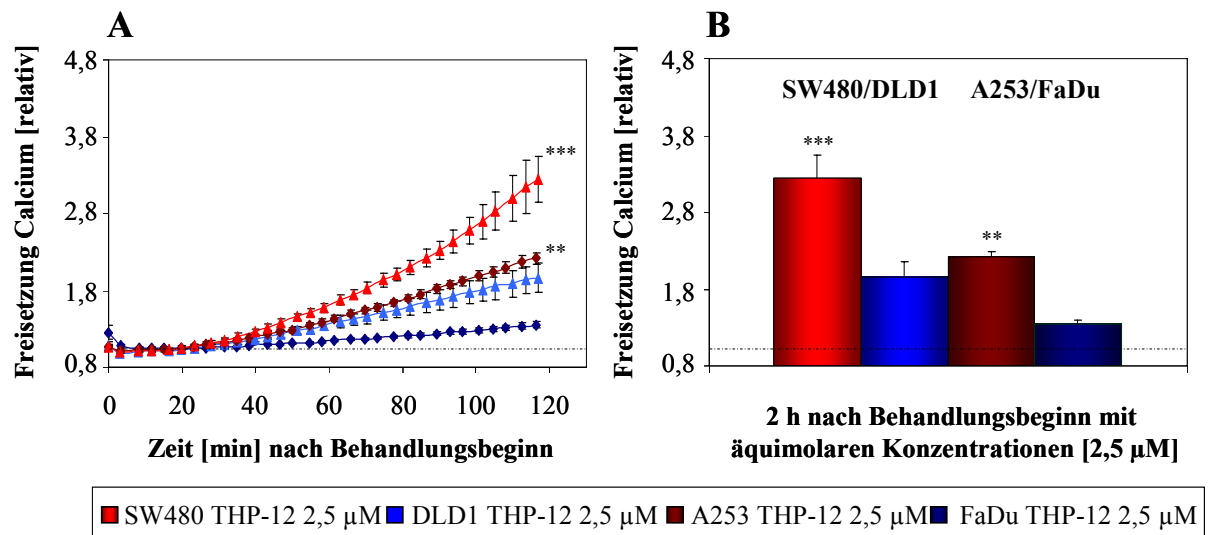 A
Freisetzung Calcium [relativ]
4,8
3,8
2,8
1,8
0,8
***
**
0 20 40 60 80 100 120
Zeit [min] nach Behandlungsbeginn
B
Freisetzung Calcium [relativ]
4,8
3,8
2,8
1,8
0,8
SW480/DLD1 A253/FaDu
***
**
2 h nach Behandlungsbeginn mit
äquimolaren Konzentrationen [2,5 µM]
SW480 THP-12 2,5 µM DLD1 THP-12 2,5 µM A253 THP-12 2,5 µM FaDu THP-12 2,5 µM